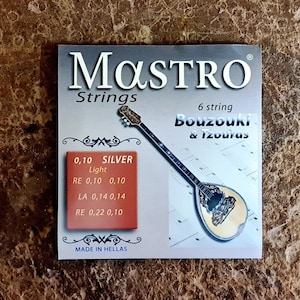 Mαstro®
Strings
6 string
Bouzouki
& Tzouras
0,10 SILVER
Light
RE 0,10 0,10
LA 0,14 0,14
RE 0,22 0,10
MADE IN HELLAS